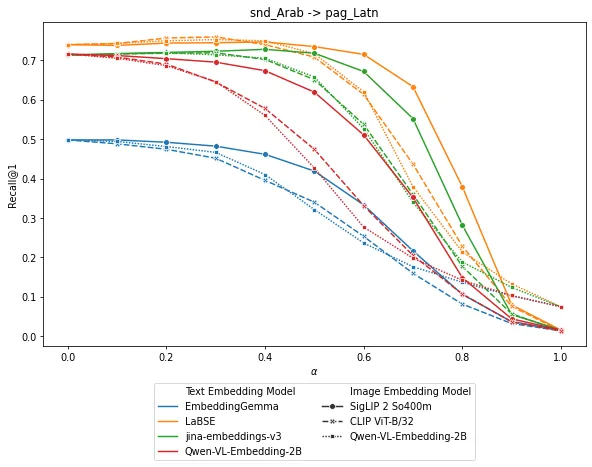 snd_Arab -> pag_Latn
Recall@1
0.7
0.6
0.5
0.4
0.3
0.2
0.1
0.0
0.0 0.2 0.4 0.6 0.8 1.0
α
Text Embedding Model Image Embedding Model
EmbeddingGemma SigLIP 2 So400m
LaBSE CLIP ViT-B/32
jina-embeddings-v3 Qwen-VL-Embedding-2B
Qwen-VL-Embedding-2B